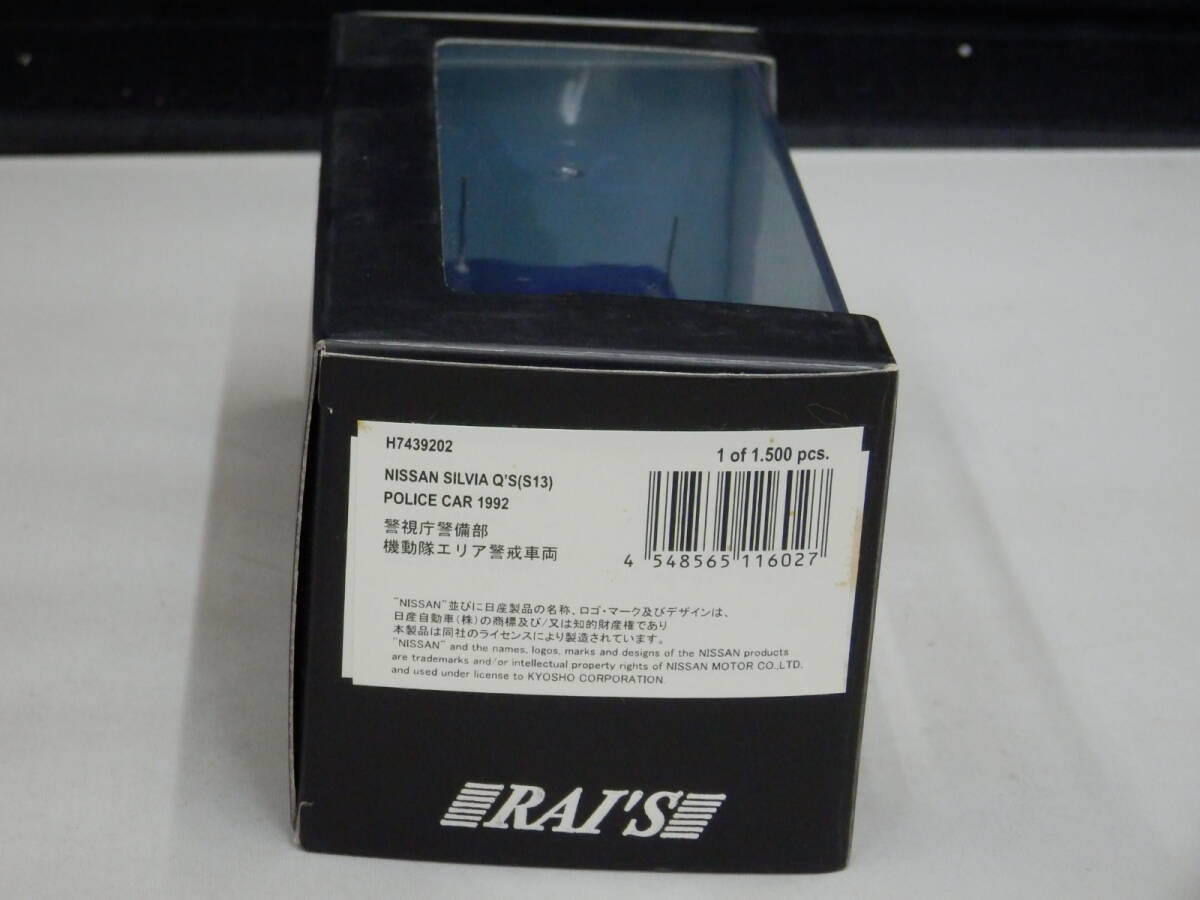 H7439202
1 of 1.500 pcs.
NISSAN SILVIA Q'S(S13)
POLICE CAR 1992
警視庁警備部
機動隊エリア警戒車両
4 548565 116027
"NISSAN"並びに日産製品の名称、ロゴ・マーク及びデザインは、
日産自動車(株)の商標及び/又は知的財産権であり
本製品は同社のライセンスにより製造されています。
"NISSAN" and the names, logos, marks and designs of the NISSAN products
are trademarks and/or intellectual property rights of NISSAN MOTOR CO.,LTD.
and used under license to KYOSHO CORPORATION.
RAI'S